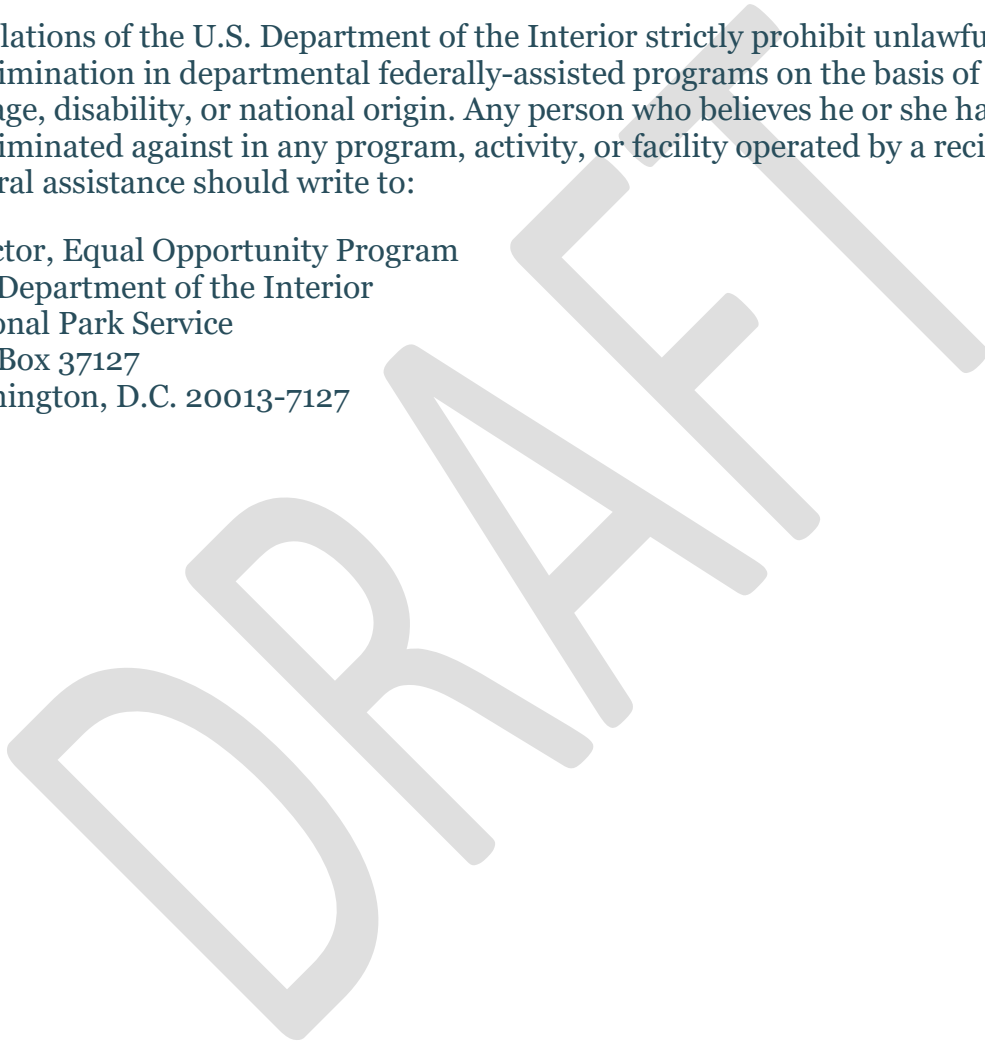 lations of the U.S. Department of the Interior strictly prohibit unlawfu
imination in departmental federally-assisted programs on the basis of
age, disability, or national origin. Any person who believes he or she ha
iminated against in any program, activity, or facility operated by a reci
ral assistance should write to:
ctor, Equal Opportunity Program
Department of the Interior
onal Park Service
Box 37127
hington, D.C. 20013-7127
DRAFT